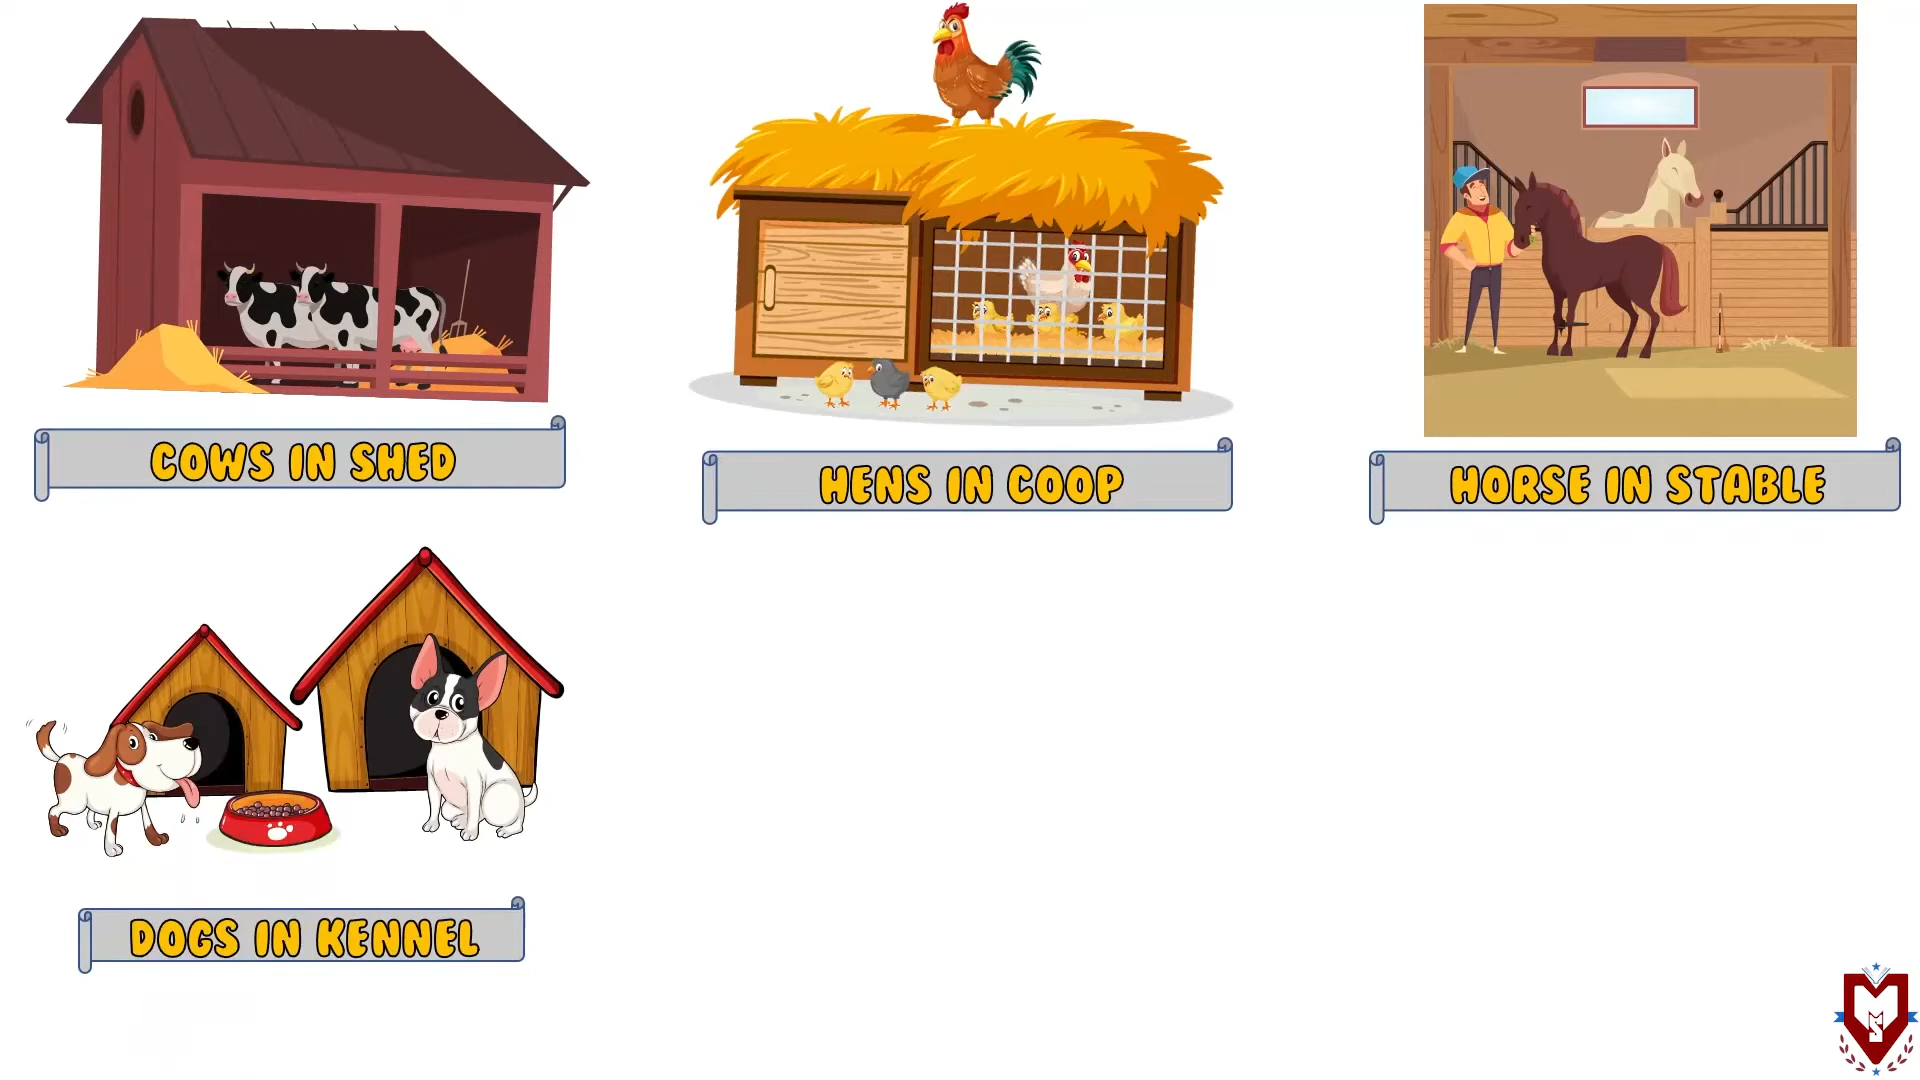 COWS IN SHED
HENS IN COOP
HORSE IN STABLE
DOGS IN KENNEL